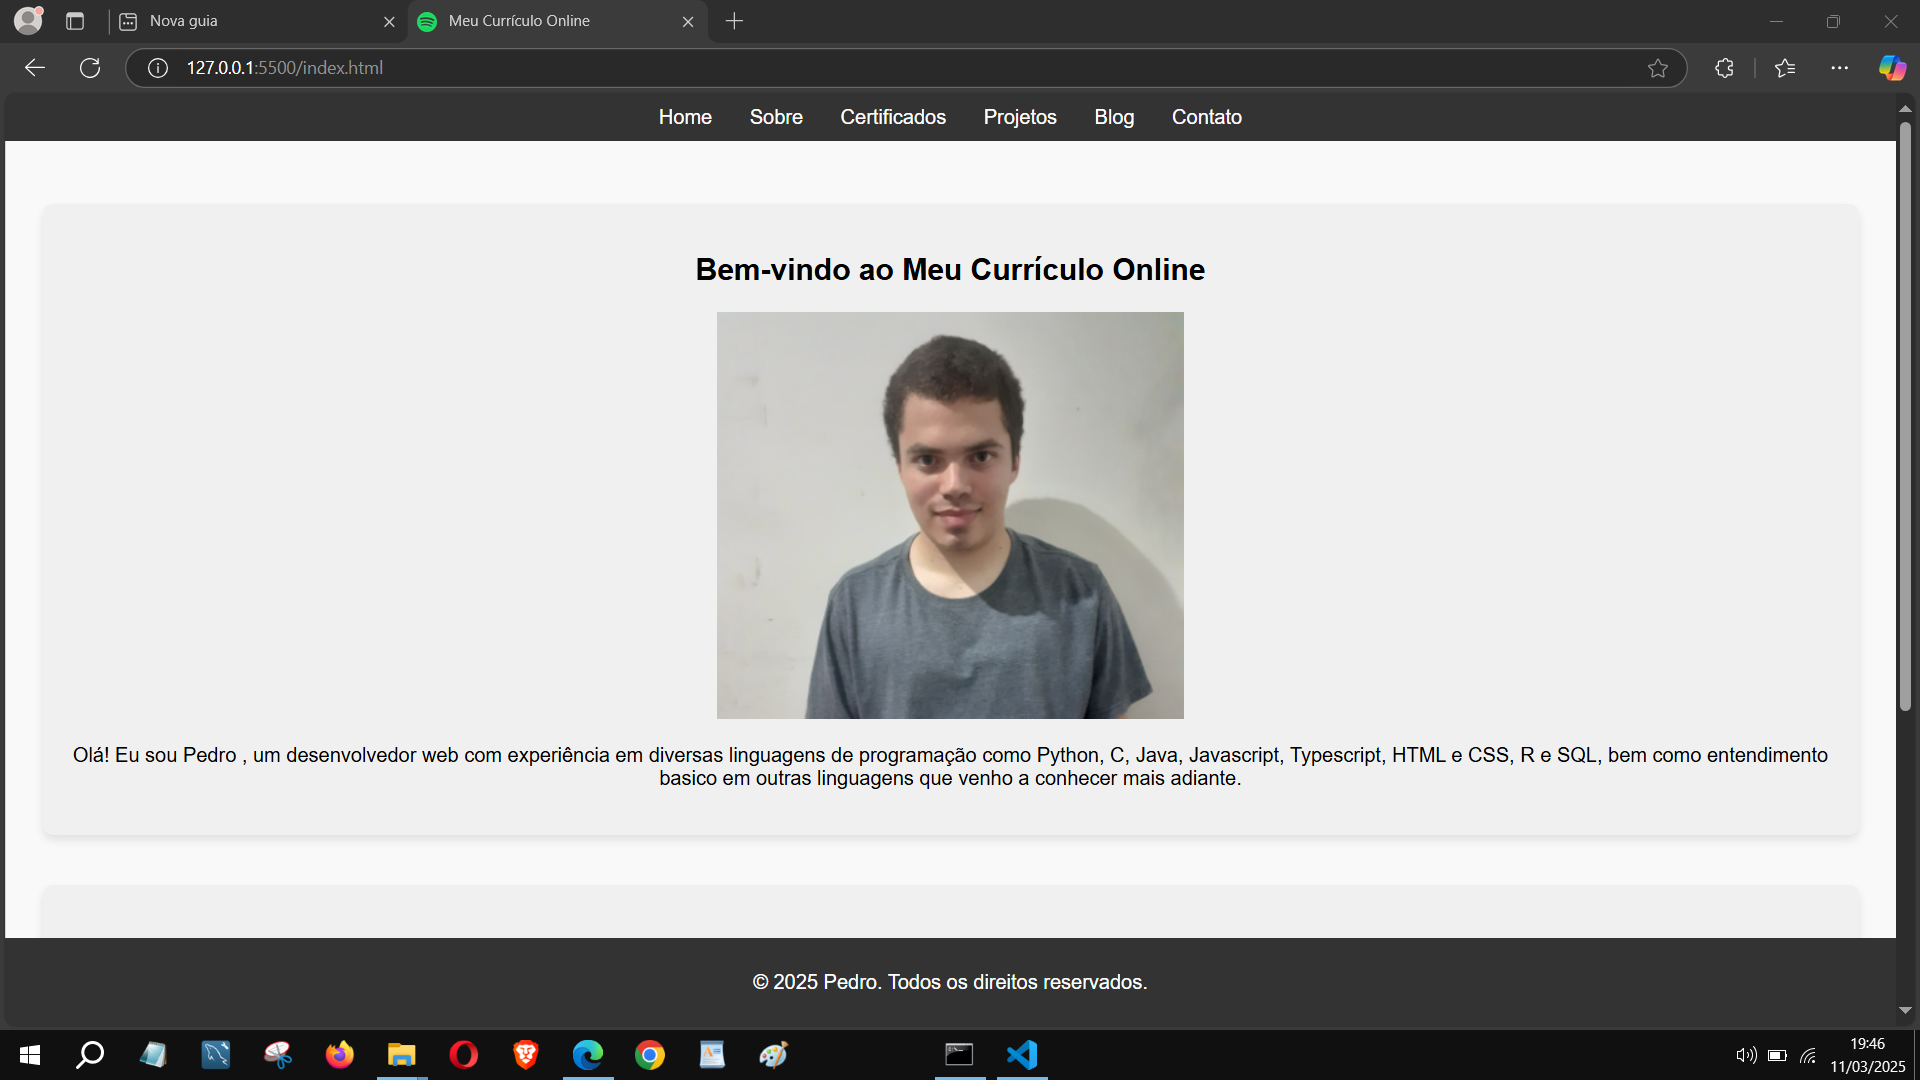 Nova guia
Meu Currículo Online
127.0.0.1:5500/index.html
Home Sobre Certificados Projetos Blog Contato
Bem-vindo ao Meu Currículo Online
Olá! Eu sou Pedro , um desenvolvedor web com experiência em diversas linguagens de programação como Python, C, Java, Javascript, Typescript, HTML e CSS, R e SQL, bem como entendimento
basico em outras linguagens que venho a conhecer mais adiante.
© 2025 Pedro. Todos os direitos reservados.
19:46
11/03/2025